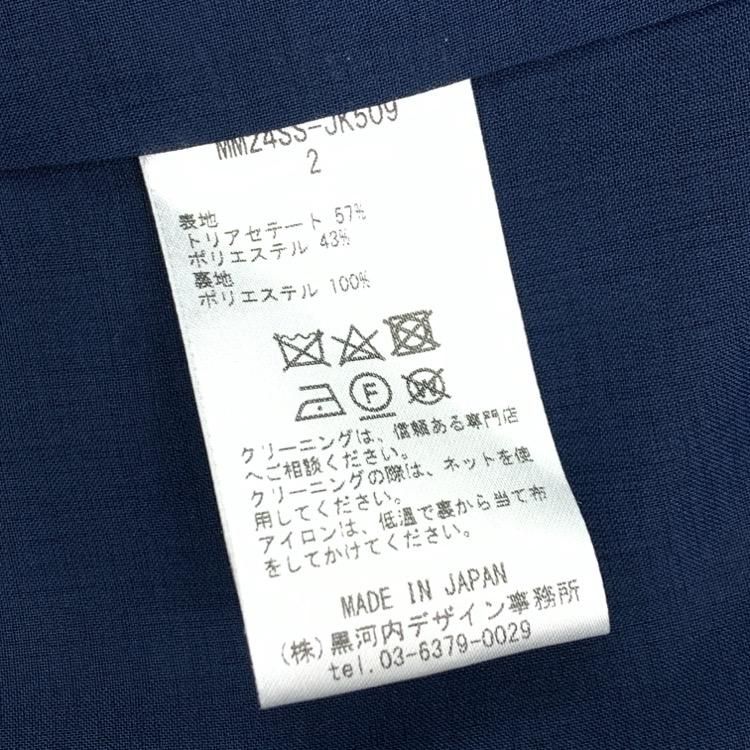 MM24SS-JK509
2
表地
トリアセテート 57%
ポリエステル 43%
裏地
ポリエステル 100%
F
W
クリーニングは、信頼ある専門店
へご相談ください。
クリーニングの際は、ネットを使
用してください。
アイロンは、低温で裏から当て布
をしてかけてください。
MADE IN JAPAN
(株)黒河内デザイン事務所
tel.03-6379-0029